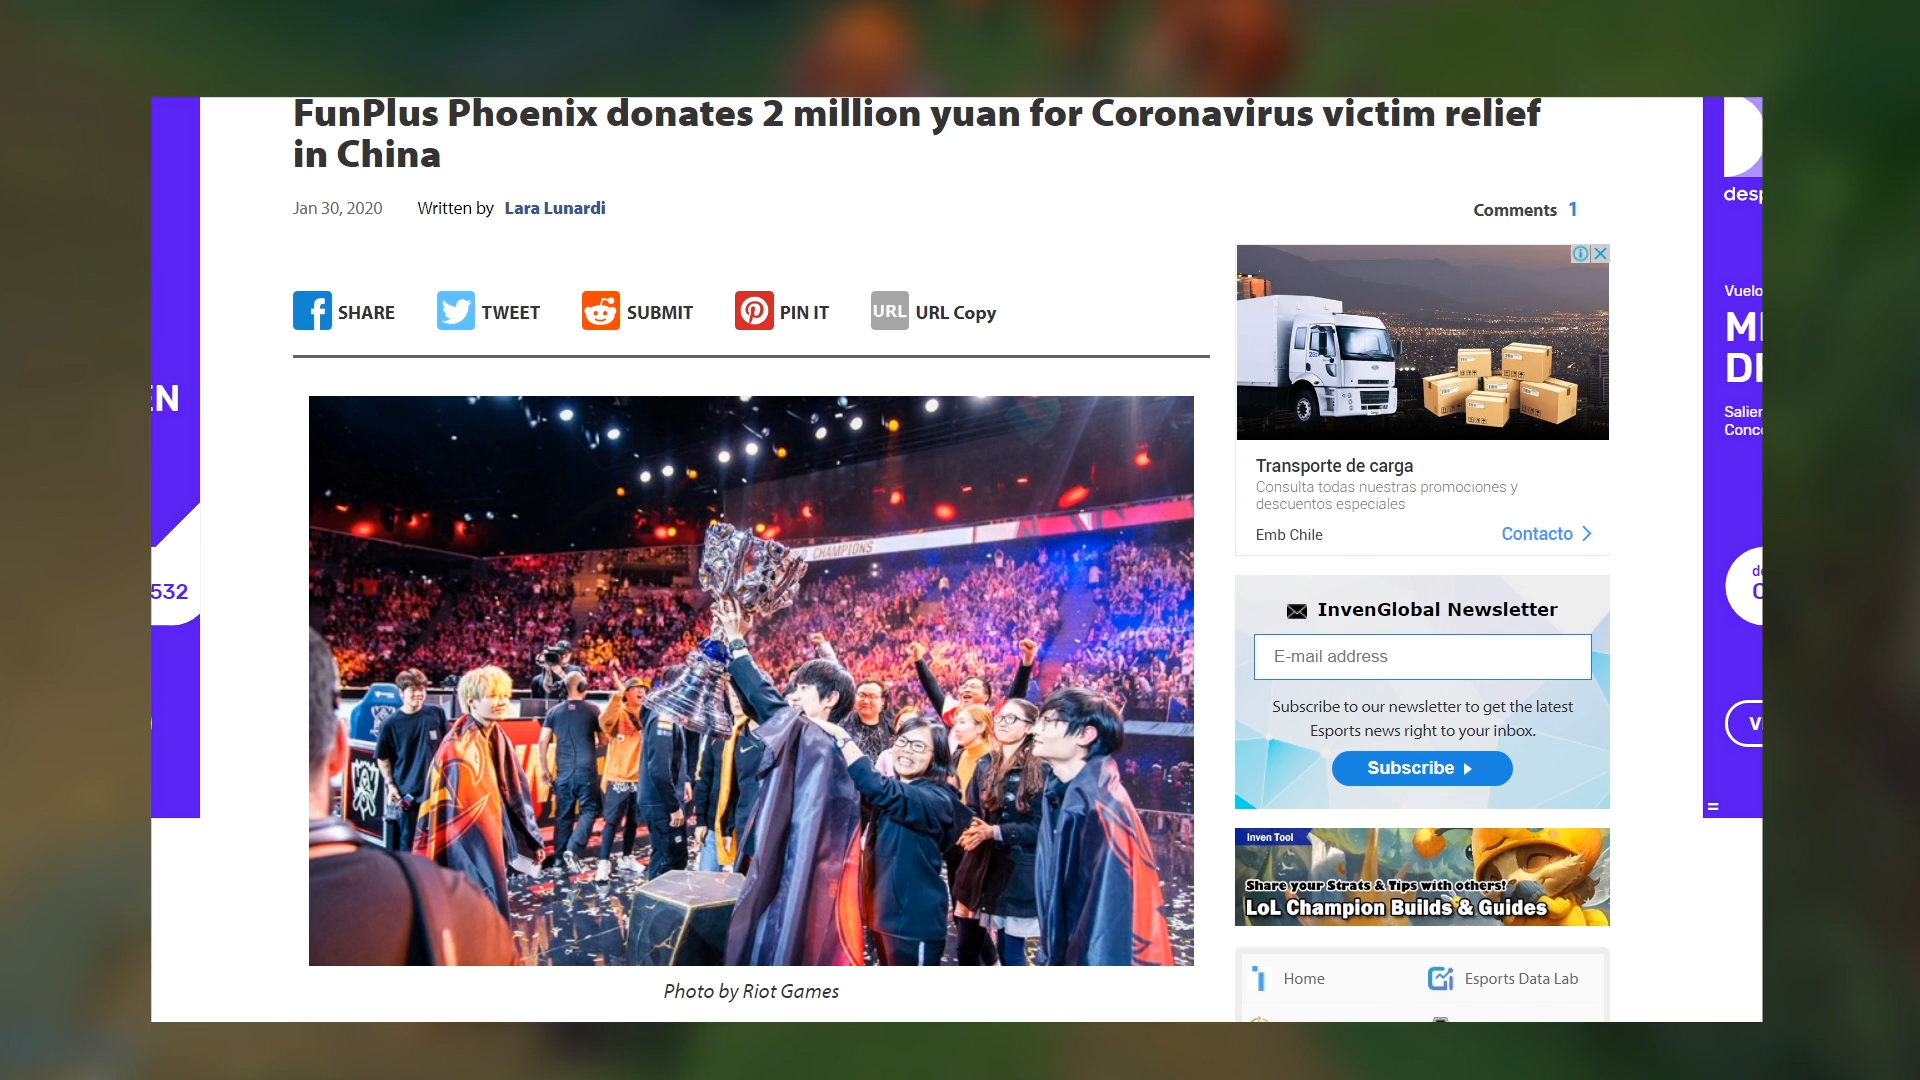 FunPlus Phoenix donates 2 million yuan for Coronavirus victim relief
in China
Jan 30, 2020 Written by Lara Lunardi
Comments 1
SHARE TWEET SUBMIT PIN IT URL URL Copy
CHAMPIONS
Photo by Riot Games
Transporte de carga
Consulta todas nuestras promociones y
descuentos especiales
Emb Chile Contacto
InvenGlobal Newsletter
E-mail address
Subscribe to our newsletter to get the latest
Esports news right to your inbox.
Subscribe
Inven Tool
Share your Strats & Tips with others!
LoL Champion Builds & Guides
Home Esports Data Lab
EN
532
desp
Vuelo
M
DI
Salier
Conc